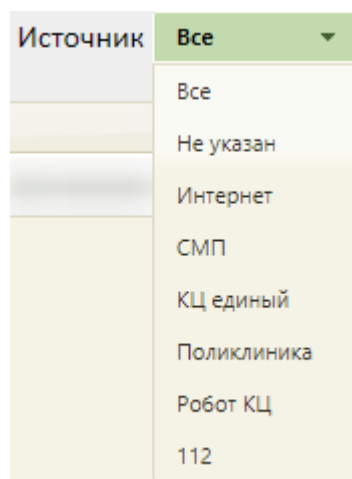 Источник Все
Все
Не указан
Интернет
СМП
КЦ единый
Поликлиника
Робот КЦ
112